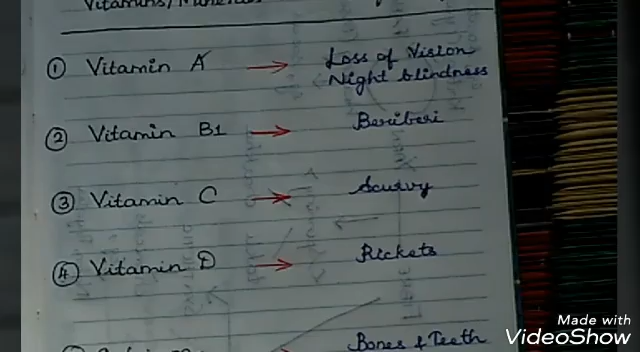 Vitamins/Minerals
① Vitamin A → Loss of Vision
Night blindness
② Vitamin B1 → Beriberi
③ Vitamin C → Scurvy
④ Vitamin D → Rickets
→ Bones & Teeth
Made with
VideoShow